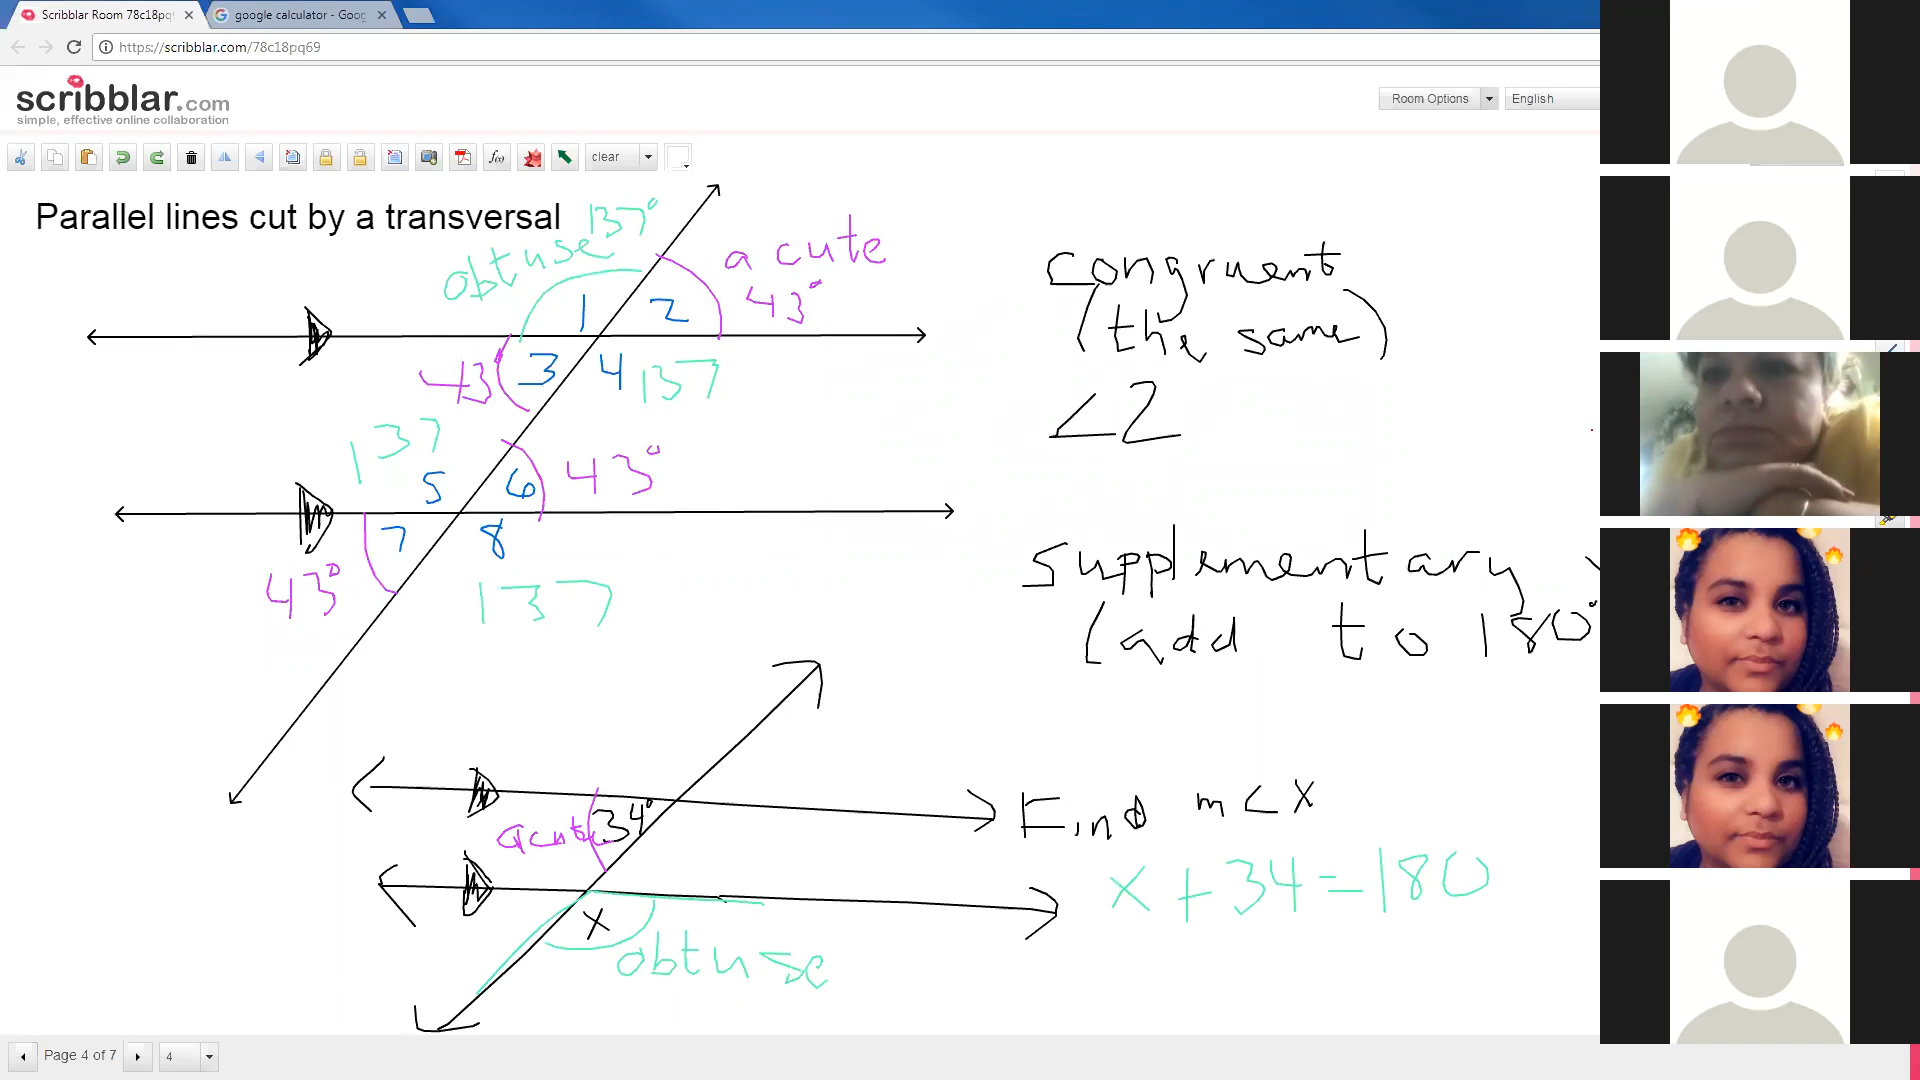 Scribblar Room 78c18pq
google calculator - Goog
https://scribblar.com/78c18pq69
scribblar.com
simple, effective online collaboration
Room Options
English
f(x)
clear
Parallel lines cut by a transversal
137°
obtuse
acute
43°
1 2
3 4
43
137
137
43°
5 6
7 8
43°
137
congruent
(the same)
∠2
supplementary
(add to 180°
34°
acute
x
obtuse
Find m<x
x+34=180
Page 4 of 7
4